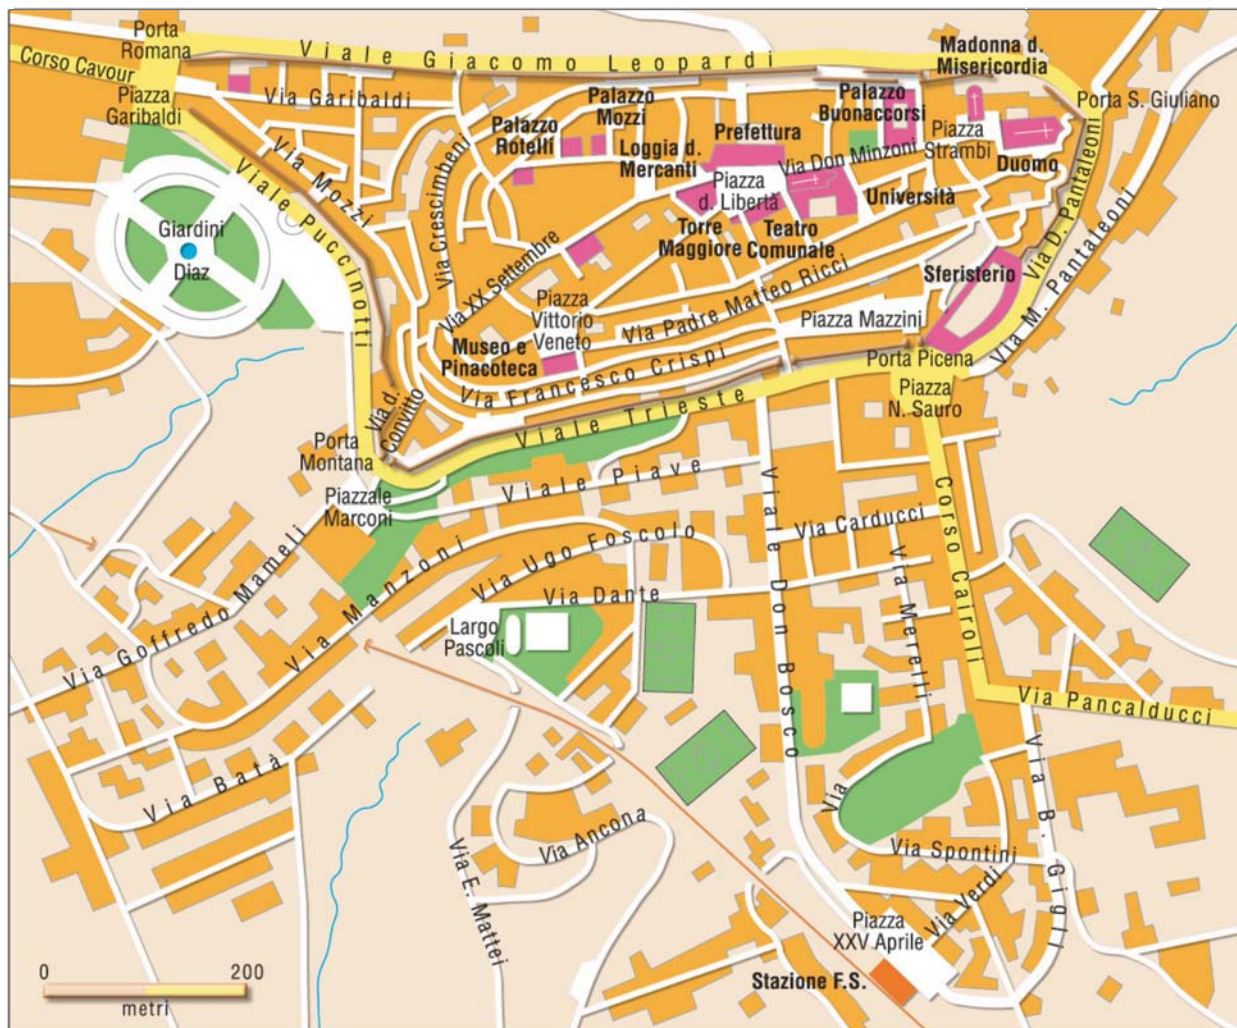 Porta
Romana
Corso Cavour
Piazza
Garibaldi
Viale Giacomo Leopardi
Via Garibaldi
Via Mozzi
Viale Puccinotti
Giardini
Diaz
Via Crescimbeni
Palazzo
Rotelli
Palazzo
Mozzi
Loggia d.
Mercanti
Prefettura
Palazzo
Buonaccorsi
Madonna d.
Misericordia
Porta S. Giuliano
Piazza
Strambi
Duomo
Via Don Minzoni
Piazza
d. Libertà
Università
Torre
Maggiore
Teatro
Comunale
Via D. Pantaleoni
Via M. Pantaleoni
Sferisterio
Via XX Settembre
Piazza
Vittorio
Veneto
Via Padre Matteo Ricci
Piazza Mazzini
Museo e
Pinacoteca
Via Francesco Crispi
Porta Picena
Piazza
N. Sauro
Viale Trieste
Via d.
Convitto
Porta
Montana
Piazzale
Marconi
Viale Piave
Via Goffredo Mameli
Via Manzoni
Via Ugo Foscolo
Via Dante
Largo
Pascoli
Viale Don Bosco
Via Carducci
Via Merelli
Corso Cairoli
Via Pancalducci
Via Batà
Via E. Mattei
Via Ancona
Via
Via Spontini
Via B. Gigli
Via Verdi
Piazza
XXV Aprile
Stazione F.S.
0 200
metri